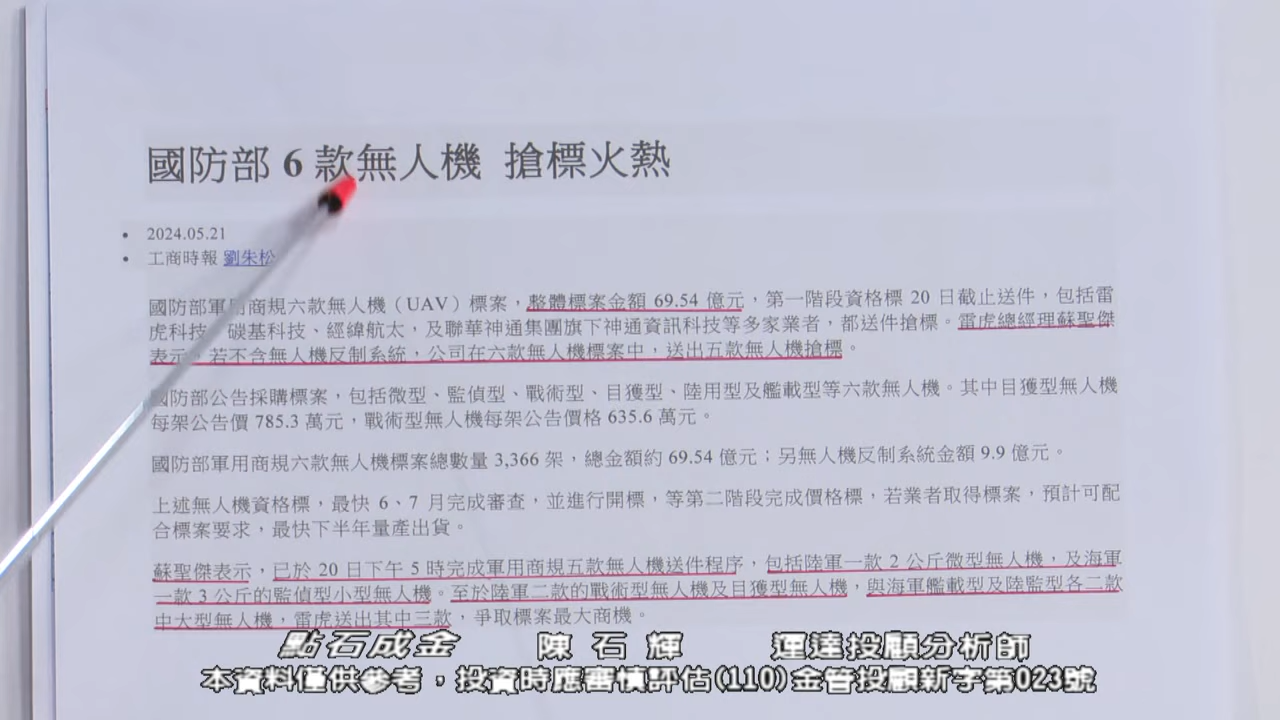 國防部 6 款無人機 搶標火熱
• 2024.05.21
• 工商時報 劉朱松
國防部軍用商規六款無人機（UAV）標案，整體標案金額 69.54 億元，第一階段資格標 20 日截止送件，包括雷
虎科技、碳基科技、經緯航太，及聯華神通集團旗下神通資訊科技等多家業者，都送件搶標。雷虎總經理蘇聖傑
表示，若不含無人機反制系統，公司在六款無人機標案中，送出五款無人機搶標。
國防部公告採購標案，包括微型、監偵型、戰術型、目獲型、陸用型及艦載型等六款無人機。其中目獲型無人機
每架公告價 785.3 萬元，戰術型無人機每架公告價格 635.6 萬元。
國防部軍用商規六款無人機標案總數量 3,366 架，總金額約 69.54 億元；另無人機反制系統金額 9.9 億元。
上述無人機資格標，最快 6、7 月完成審查，並進行開標，等第二階段完成價格標，若業者取得標案，預計可配
合標案要求，最快下半年量產出貨。
蘇聖傑表示，已於 20 日下午 5 時完成軍用商規五款無人機送件程序，包括陸軍一款 2 公斤微型無人機，及海軍
一款 3 公斤的監偵型小型無人機。至於陸軍二款的戰術型無人機及目獲型無人機，與海軍艦載型及陸監型各二款
中大型無人機，雷虎送出其中三款，爭取標案最大商機。
點石成金 陳石輝 運達投顧分析師
本資料僅供參考，投資時應審慎評估(110)金管投顧新字第023號